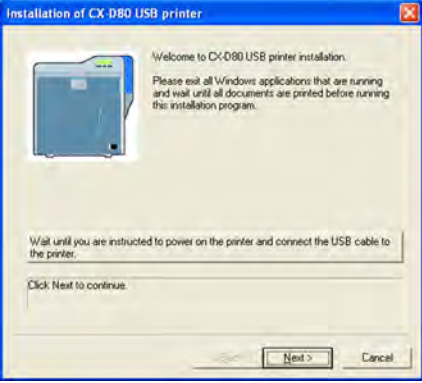 Installation of CX-D80 USB printer
Welcome to CX-D80 USB printer installation.
Please exit all Windows applications that are running
and wait until all documents are printed before running
this installation program.
Wait until you are instructed to power on the printer and connect the USB cable to
the printer.
Click Next to continue.
Next >
Cancel